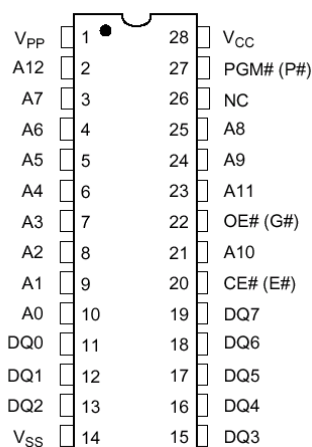 VPP 1 28 VCC
A12 2 27 PGM# (P#)
A7 3 26 NC
A6 4 25 A8
A5 5 24 A9
A4 6 23 A11
A3 7 22 OE# (G#)
A2 8 21 A10
A1 9 20 CE# (E#)
A0 10 19 DQ7
DQ0 11 18 DQ6
DQ1 12 17 DQ5
DQ2 13 16 DQ4
VSS 14 15 DQ3